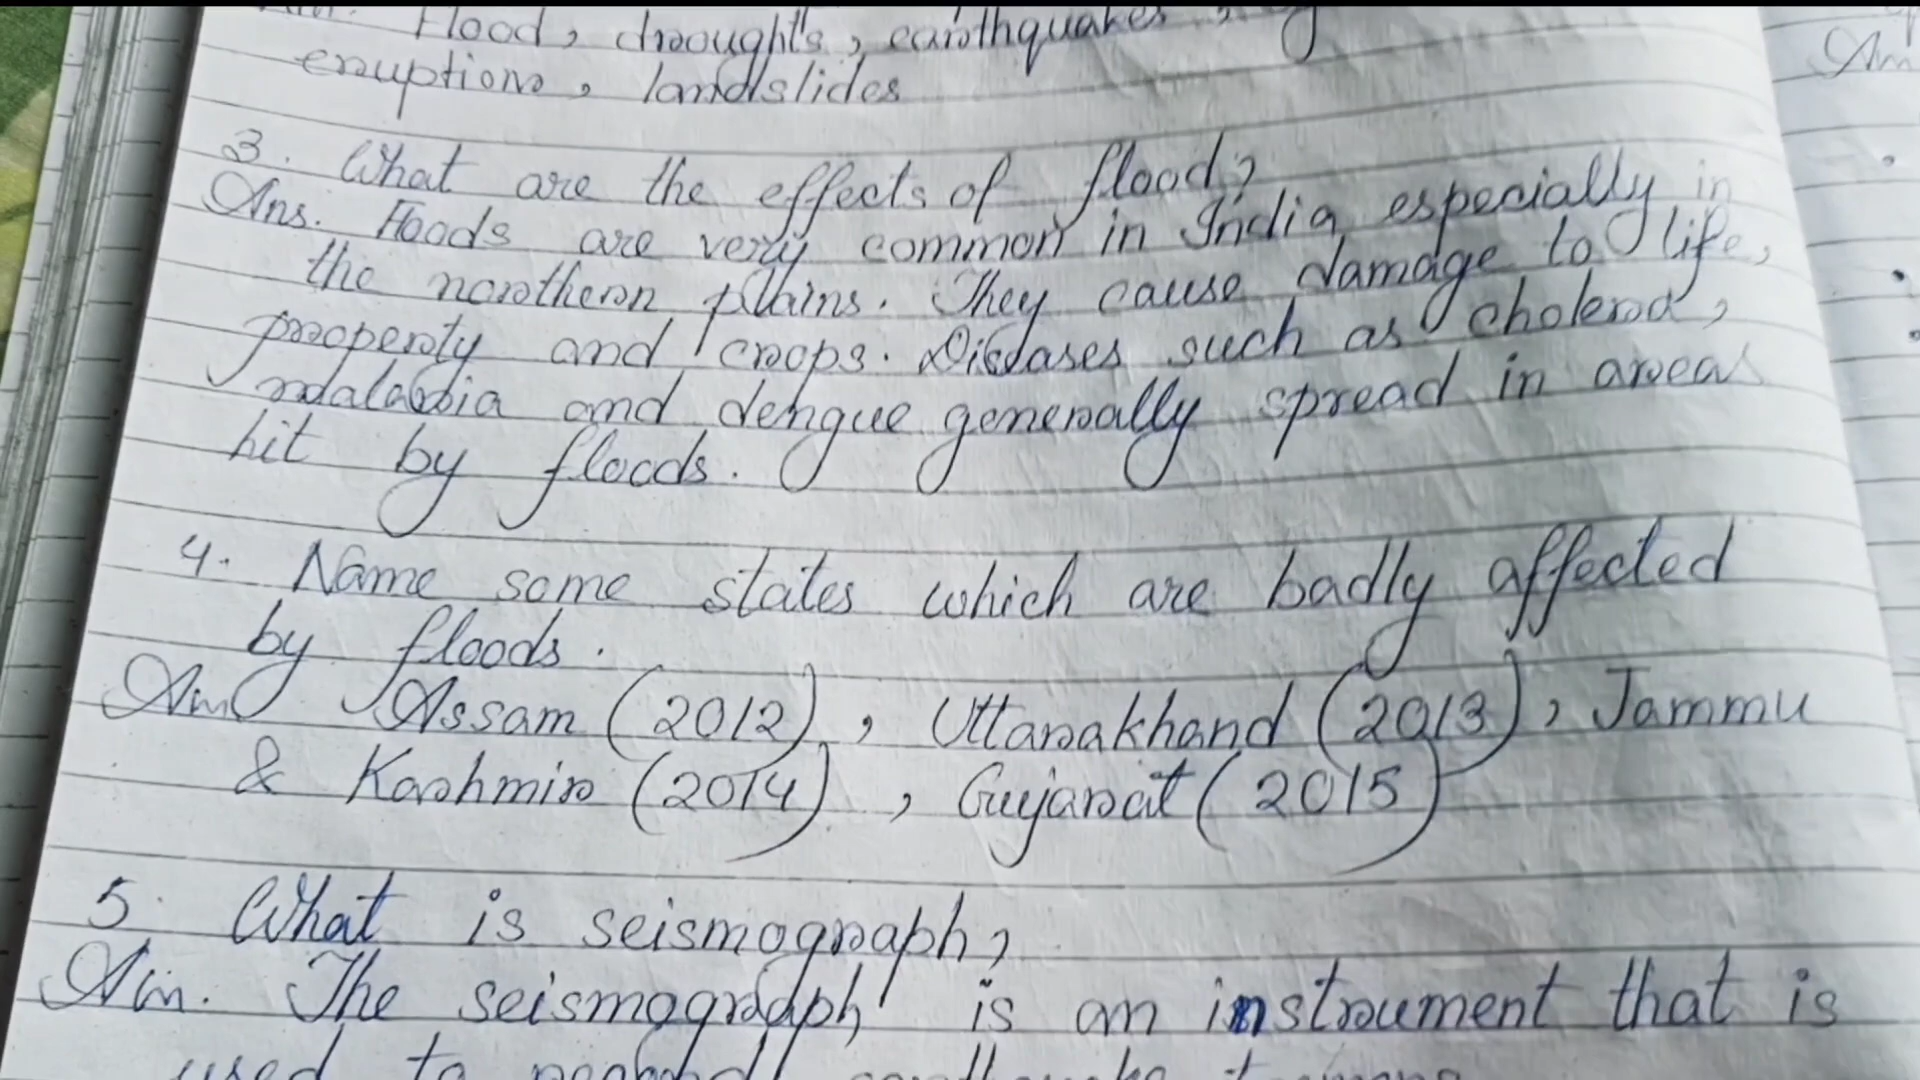 Flood, droughts, earthquakes,
eruption, landslides
3. What are the effects of flood?
Ans. Floods are very common in India especially in
the northern plains. They cause damage to life,
property and crops. Diseases such as cholera,
malaria and dengue generally spread in areas
hit by floods.
4. Name some states which are badly affected
by floods.
Ans Assam (2012), Uttarakhand (2013), Jammu
& Kashmir (2014), Gujarat (2015)
5. What is seismograph?
Ans. The seismograph is an instrument that is
used to